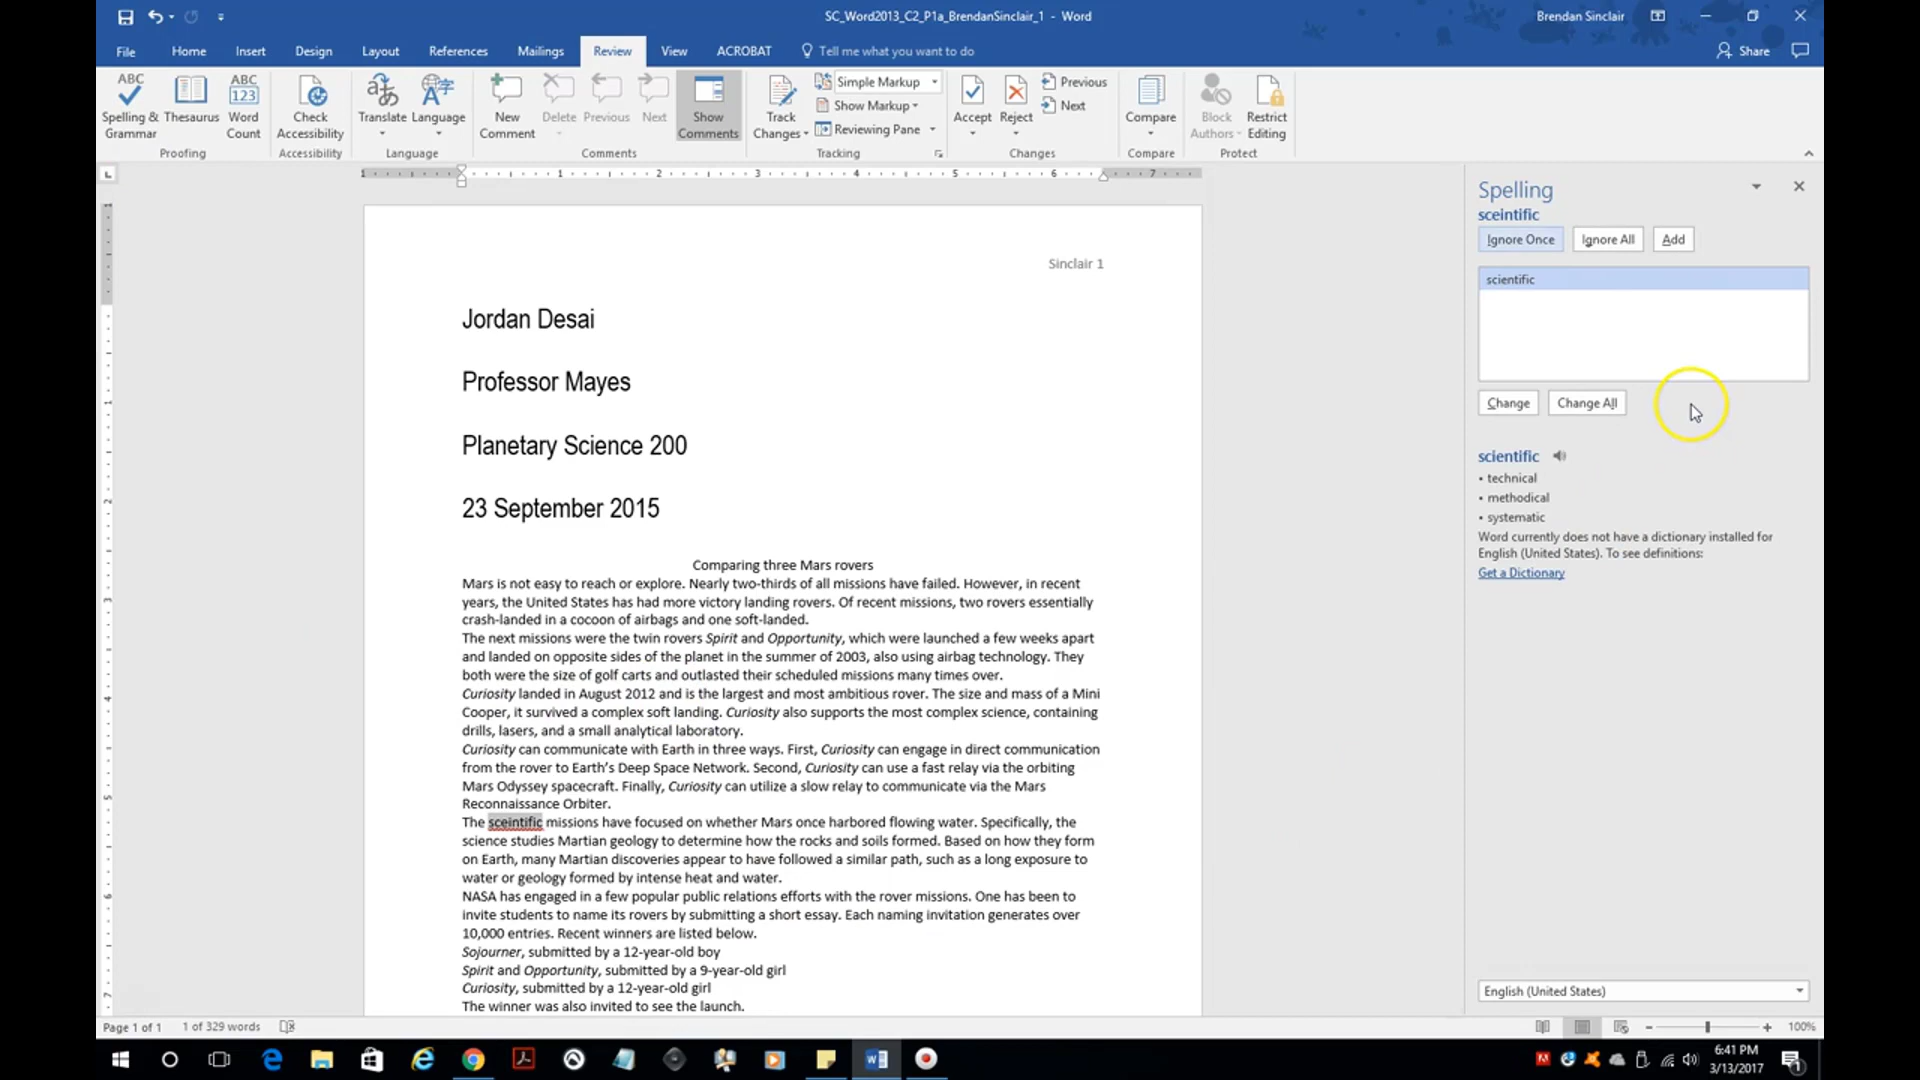 SC_Word2013_C2_P1a_BrendanSinclair_1 - Word
Brendan Sinclair
File Home Insert Design Layout References Mailings Review View ACROBAT Tell me what you want to do Share
ABC ABC 123
Spelling & Grammar
Thesaurus
Word Count
Check Accessibility
Translate
Language
New Comment
Delete
Previous
Next
Show Comments
Track Changes
Simple Markup
Show Markup
Reviewing Pane
Accept
Reject
Previous
Next
Compare
Block Authors
Restrict Editing
Proofing Accessibility Language Comments Tracking Changes Compare Protect
1 1 2 3 4 5 6 7
Sinclair 1
Jordan Desai
Professor Mayes
Planetary Science 200
23 September 2015
Comparing three Mars rovers
Mars is not easy to reach or explore. Nearly two-thirds of all missions have failed. However, in recent
years, the United States has had more victory landing rovers. Of recent missions, two rovers essentially
crash-landed in a cocoon of airbags and one soft-landed.
The next missions were the twin rovers Spirit and Opportunity, which were launched a few weeks apart
and landed on opposite sides of the planet in the summer of 2003, also using airbag technology. They
both were the size of golf carts and outlasted their scheduled missions many times over.
Curiosity landed in August 2012 and is the largest and most ambitious rover. The size and mass of a Mini
Cooper, it survived a complex soft landing. Curiosity also supports the most complex science, containing
drills, lasers, and a small analytical laboratory.
Curiosity can communicate with Earth in three ways. First, Curiosity can engage in direct communication
from the rover to Earth’s Deep Space Network. Second, Curiosity can use a fast relay via the orbiting
Mars Odyssey spacecraft. Finally, Curiosity can utilize a slow relay to communicate via the Mars
Reconnaissance Orbiter.
The sceintific missions have focused on whether Mars once harbored flowing water. Specifically, the
science studies Martian geology to determine how the rocks and soils formed. Based on how they form
on Earth, many Martian discoveries appear to have followed a similar path, such as a long exposure to
water or geology formed by intense heat and water.
NASA has engaged in a few popular public relations efforts with the rover missions. One has been to
invite students to name its rovers by submitting a short essay. Each naming invitation generates over
10,000 entries. Recent winners are listed below.
Sojourner, submitted by a 12-year-old boy
Spirit and Opportunity, submitted by a 9-year-old girl
Curiosity, submitted by a 12-year-old girl
The winner was also invited to see the launch.
Spelling
sceintific
Ignore Once Ignore All Add
scientific
Change Change All
scientific
• technical
• methodical
• systematic
Word currently does not have a dictionary installed for
English (United States). To see definitions:
Get a Dictionary
English (United States)
Page 1 of 1 1 of 329 words
100%
6:41 PM
3/13/2017